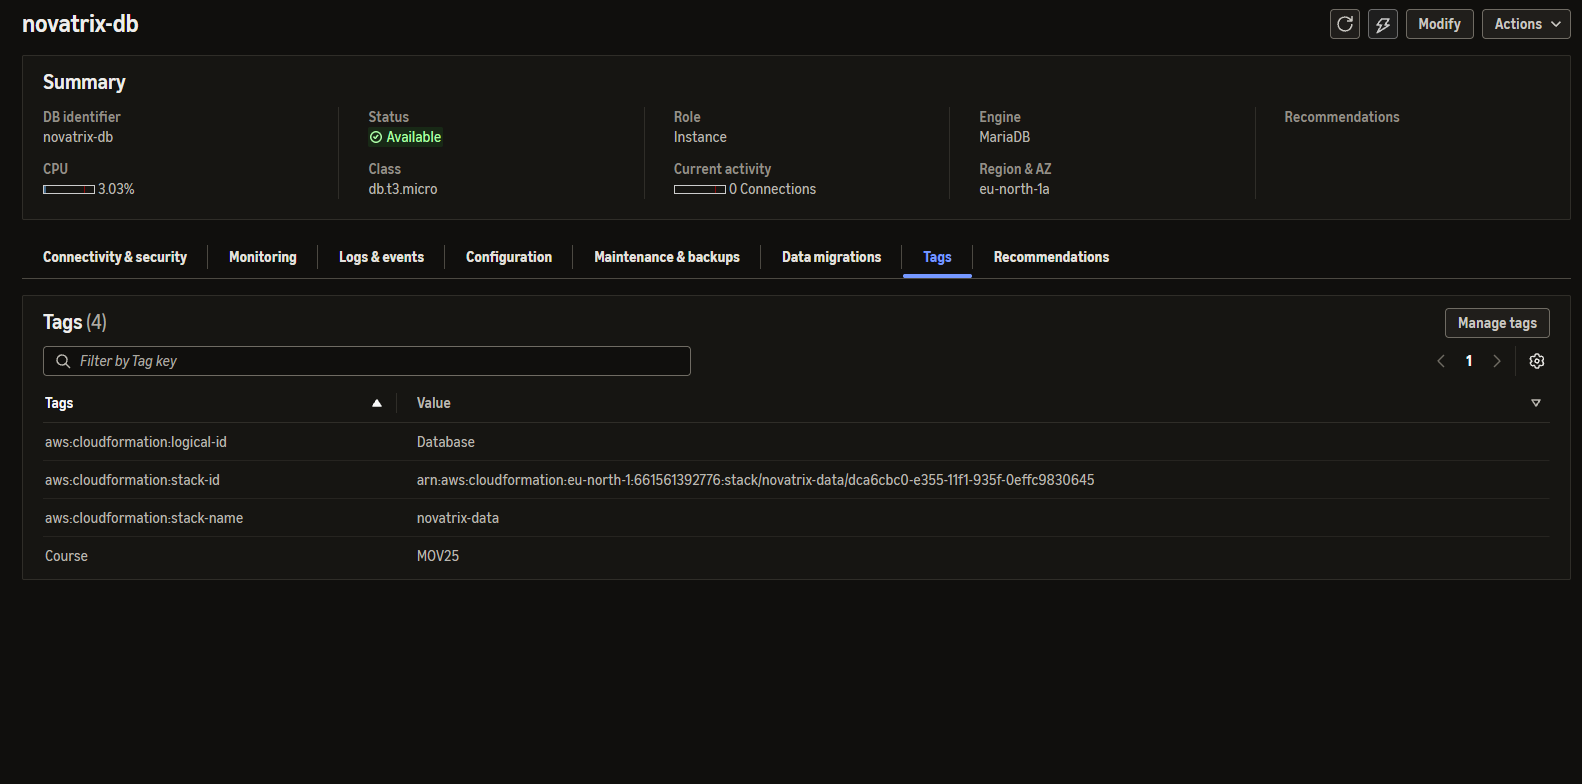 novatrix-db
Modify
Actions
Summary
DB identifier
novatrix-db
Status
Available
Role
Instance
Engine
MariaDB
Recommendations
CPU
3.03%
Class
db.t3.micro
Current activity
0 Connections
Region & AZ
eu-north-1a
Connectivity & security Monitoring Logs & events Configuration Maintenance & backups Data migrations Tags Recommendations
Tags (4)
Manage tags
Filter by Tag key
1
Tags Value
aws:cloudformation:logical-id Database
aws:cloudformation:stack-id arn:aws:cloudformation:eu-north-1:661561392776:stack/novatrix-data/dca6cbc0-e355-11f1-935f-0effc9830645
aws:cloudformation:stack-name novatrix-data
Course MOV25